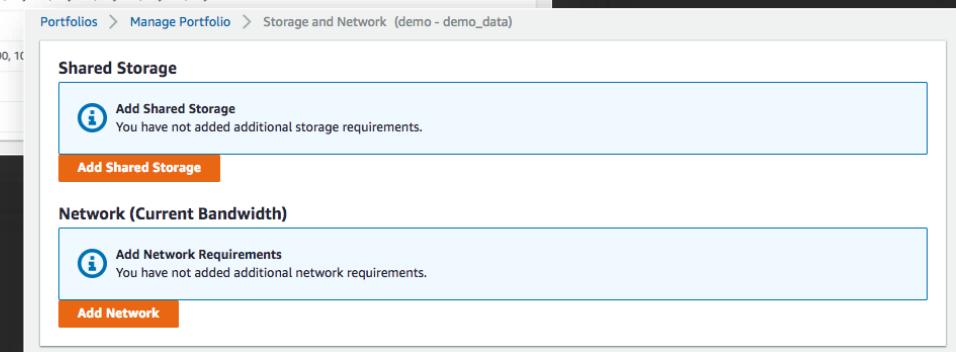 Portfolios > Manage Portfolio > Storage and Network (demo - demo_data)
00, 10
Shared Storage
Add Shared Storage
You have not added additional storage requirements.
Add Shared Storage
Network (Current Bandwidth)
Add Network Requirements
You have not added additional network requirements.
Add Network